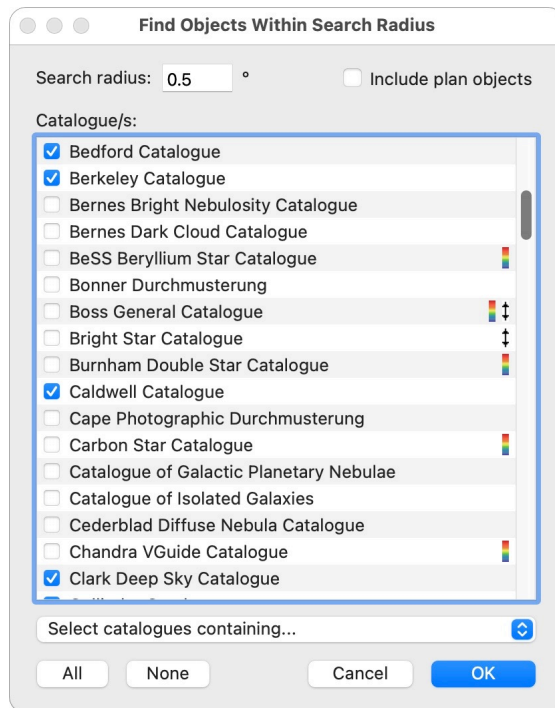 Find Objects Within Search Radius
Search radius: 0.5 °
Include plan objects
Catalogue/s:
Bedford Catalogue
Berkeley Catalogue
Bernes Bright Nebulosity Catalogue
Bernes Dark Cloud Catalogue
BeSS Beryllium Star Catalogue
Bonner Durchmusterung
Boss General Catalogue
Bright Star Catalogue
Burnham Double Star Catalogue
Caldwell Catalogue
Cape Photographic Durchmusterung
Carbon Star Catalogue
Catalogue of Galactic Planetary Nebulae
Catalogue of Isolated Galaxies
Cederblad Diffuse Nebula Catalogue
Chandra VGuide Catalogue
Clark Deep Sky Catalogue
Select catalogues containing...
All None Cancel OK